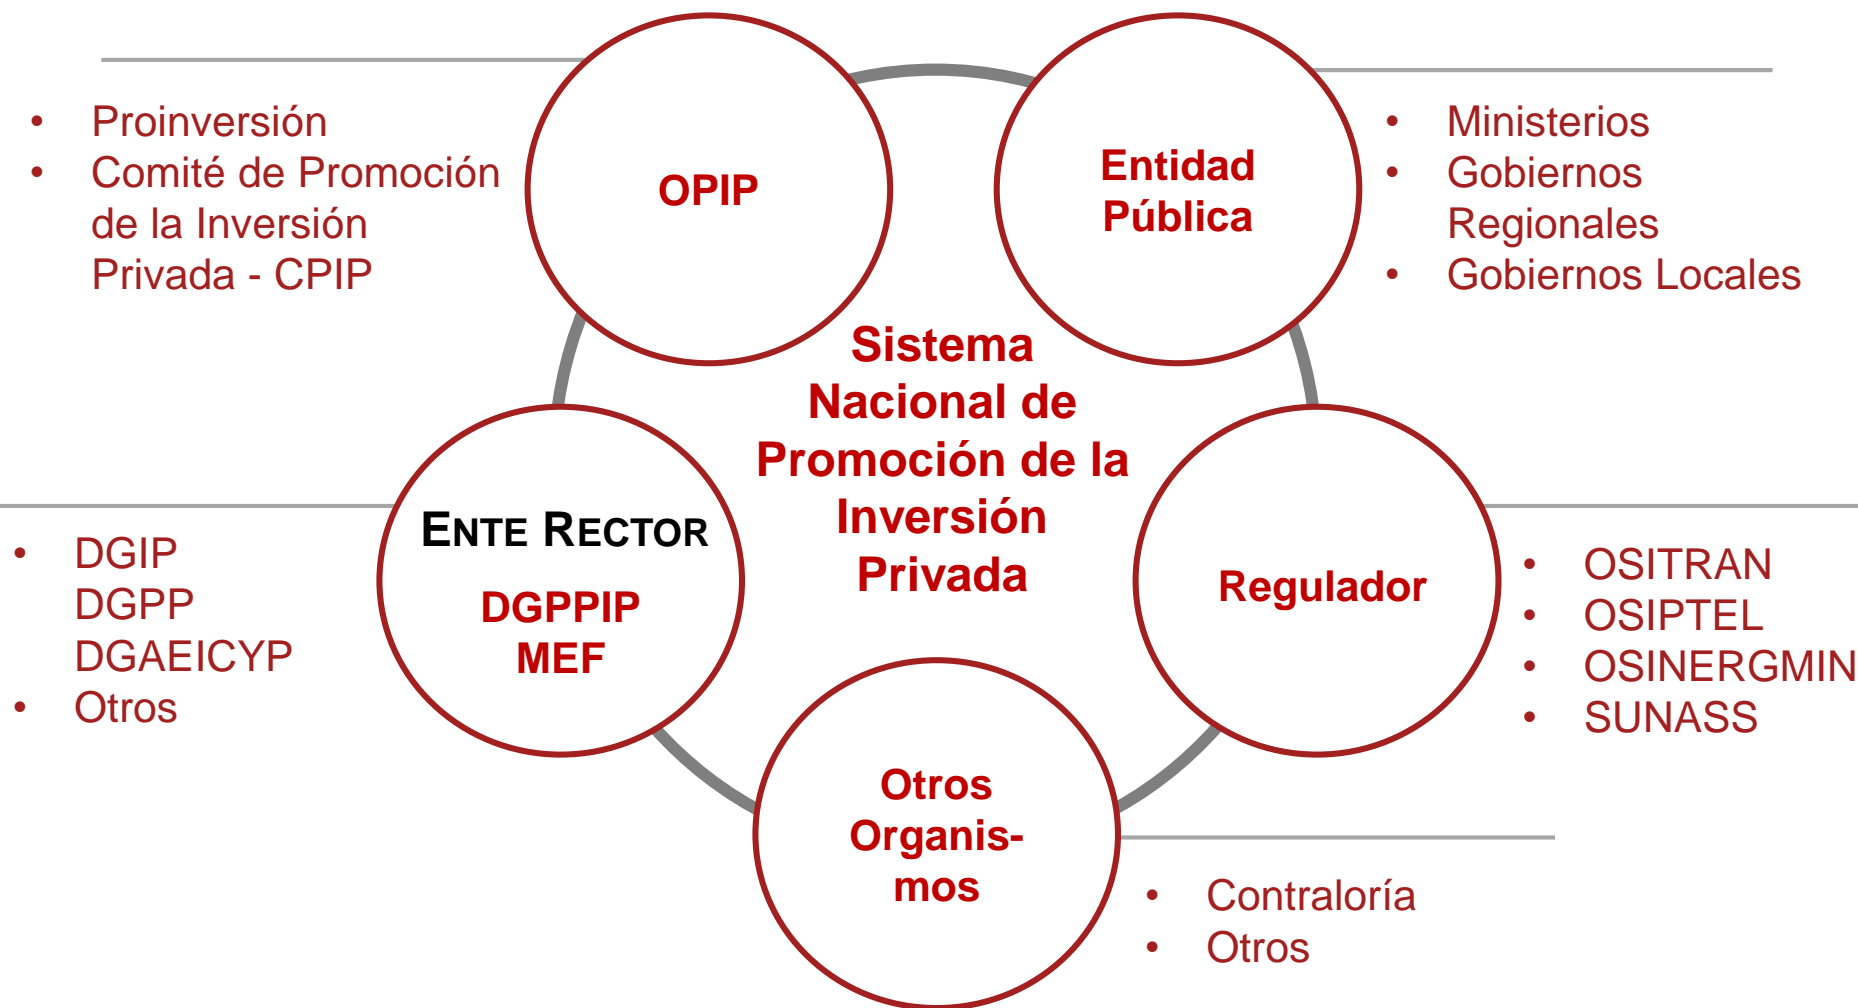 • Proinversión
• Comité de Promoción
de la Inversión
Privada - CPIP
OPIP
Entidad
Pública
• Ministerios
• Gobiernos
Regionales
• Gobiernos Locales
Sistema
Nacional de
Promoción de la
Inversión
Privada
ENTE RECTOR
DGPPIP
MEF
• DGIP
DGPP
DGAEICYP
• Otros
Regulador
• OSITRAN
• OSIPTEL
• OSINERGMIN
• SUNASS
Otros
Organis-
mos
• Contraloría
• Otros